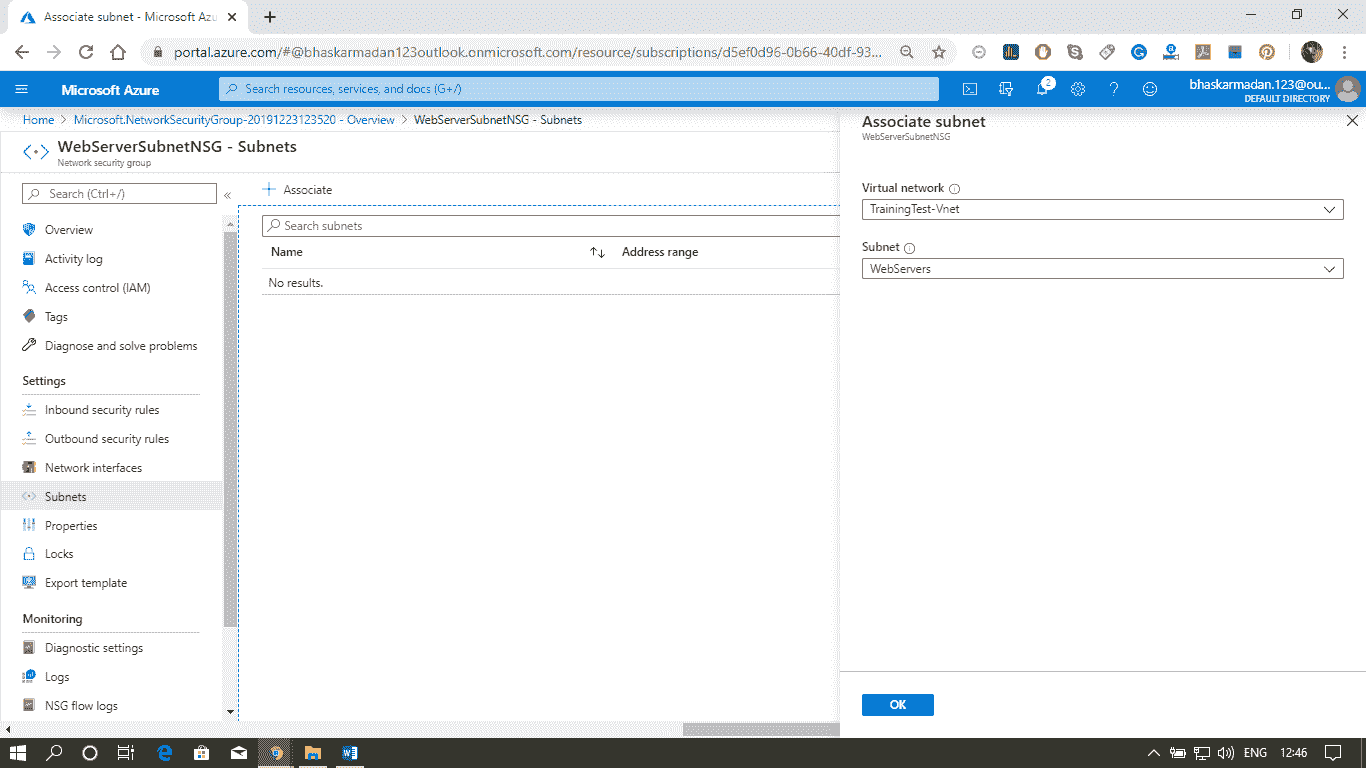 Associate subnet - Microsoft Azu
portal.azure.com/#@bhaskarmadan123outlook.onmicrosoft.com/resource/subscriptions/d5ef0d96-0b66-40df-93...
Microsoft Azure
Search resources, services, and docs (G+/)
2
bhaskarmadan.123@ou...
DEFAULT DIRECTORY
Home > Microsoft.NetworkSecurityGroup-20191223123520 - Overview > WebServerSubnetNSG - Subnets
WebServerSubnetNSG - Subnets
Network security group
Search (Ctrl+/)
Overview
Activity log
Access control (IAM)
Tags
Diagnose and solve problems
Settings
Inbound security rules
Outbound security rules
Network interfaces
Subnets
Properties
Locks
Export template
Monitoring
Diagnostic settings
Logs
NSG flow logs
Associate
Search subnets
Name Address range
No results.
Associate subnet
WebServerSubnetNSG
Virtual network
TrainingTest-Vnet
Subnet
WebServers
OK
ENG 12:46